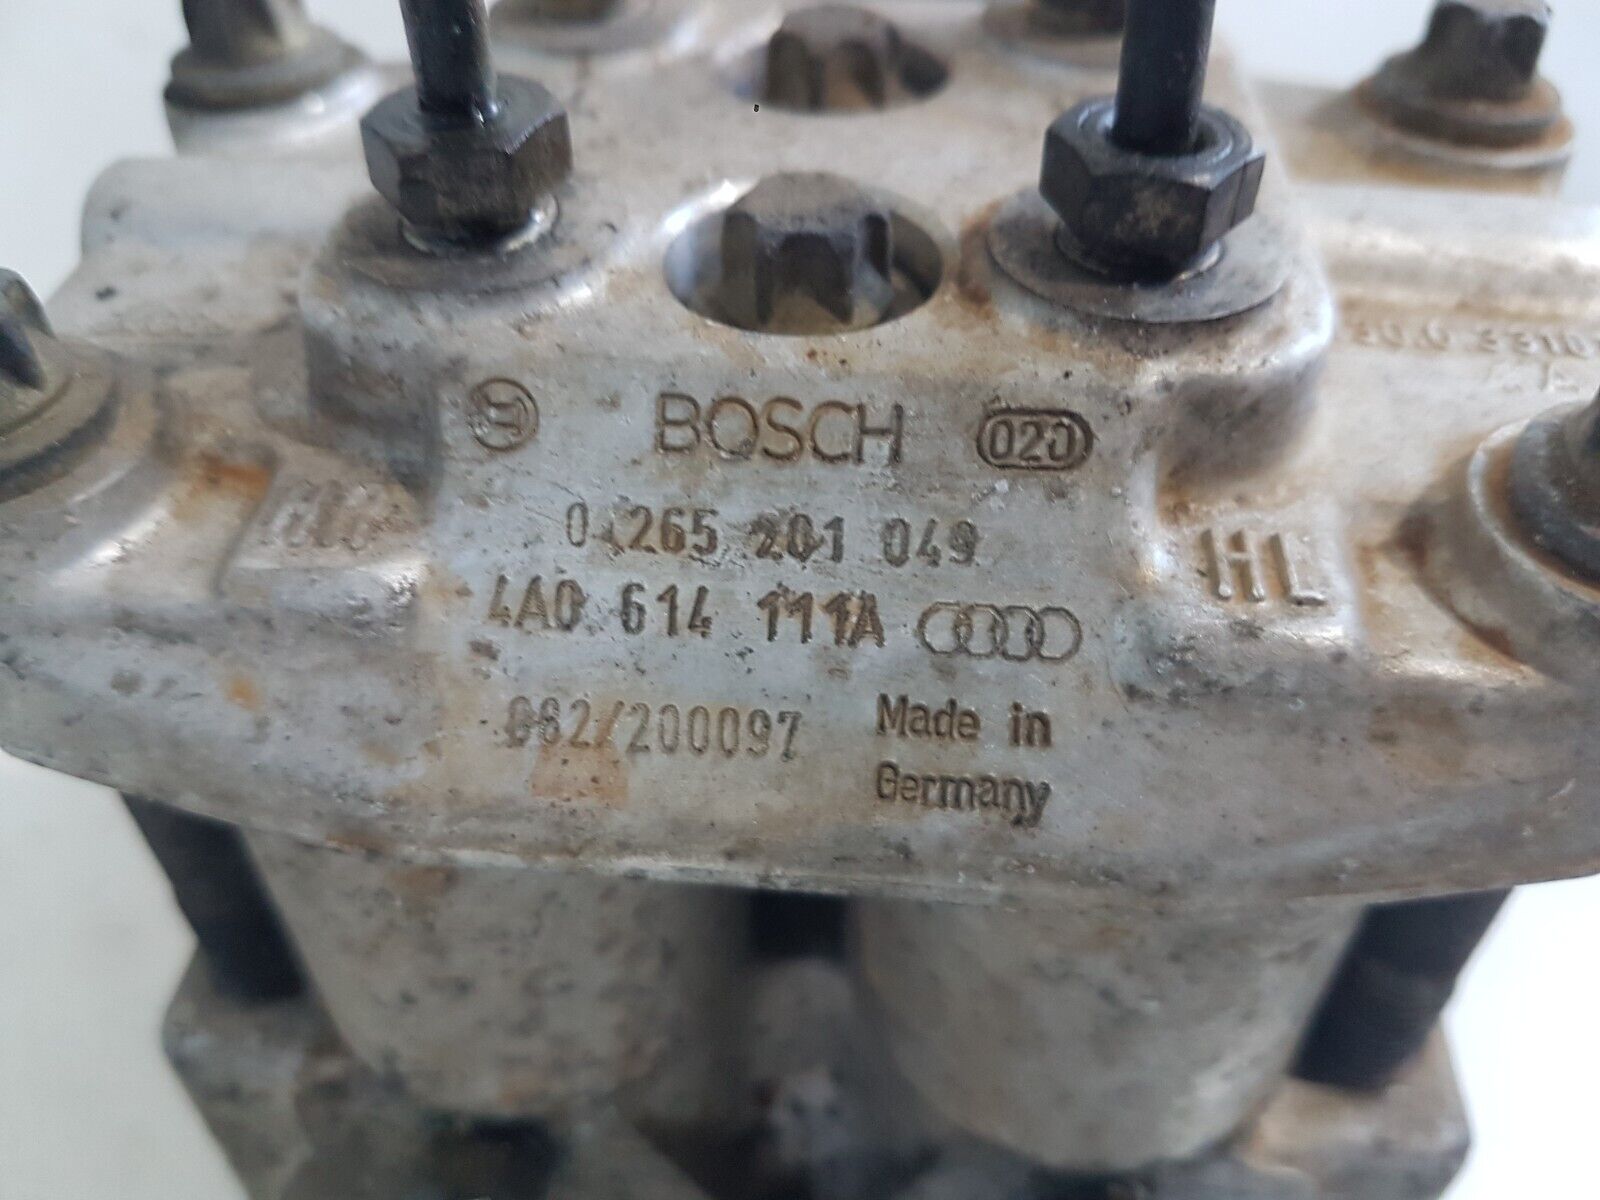 BOSCH 020
0 265 201 049
4A0 614 111A
HL
082/200097
Made in
Germany